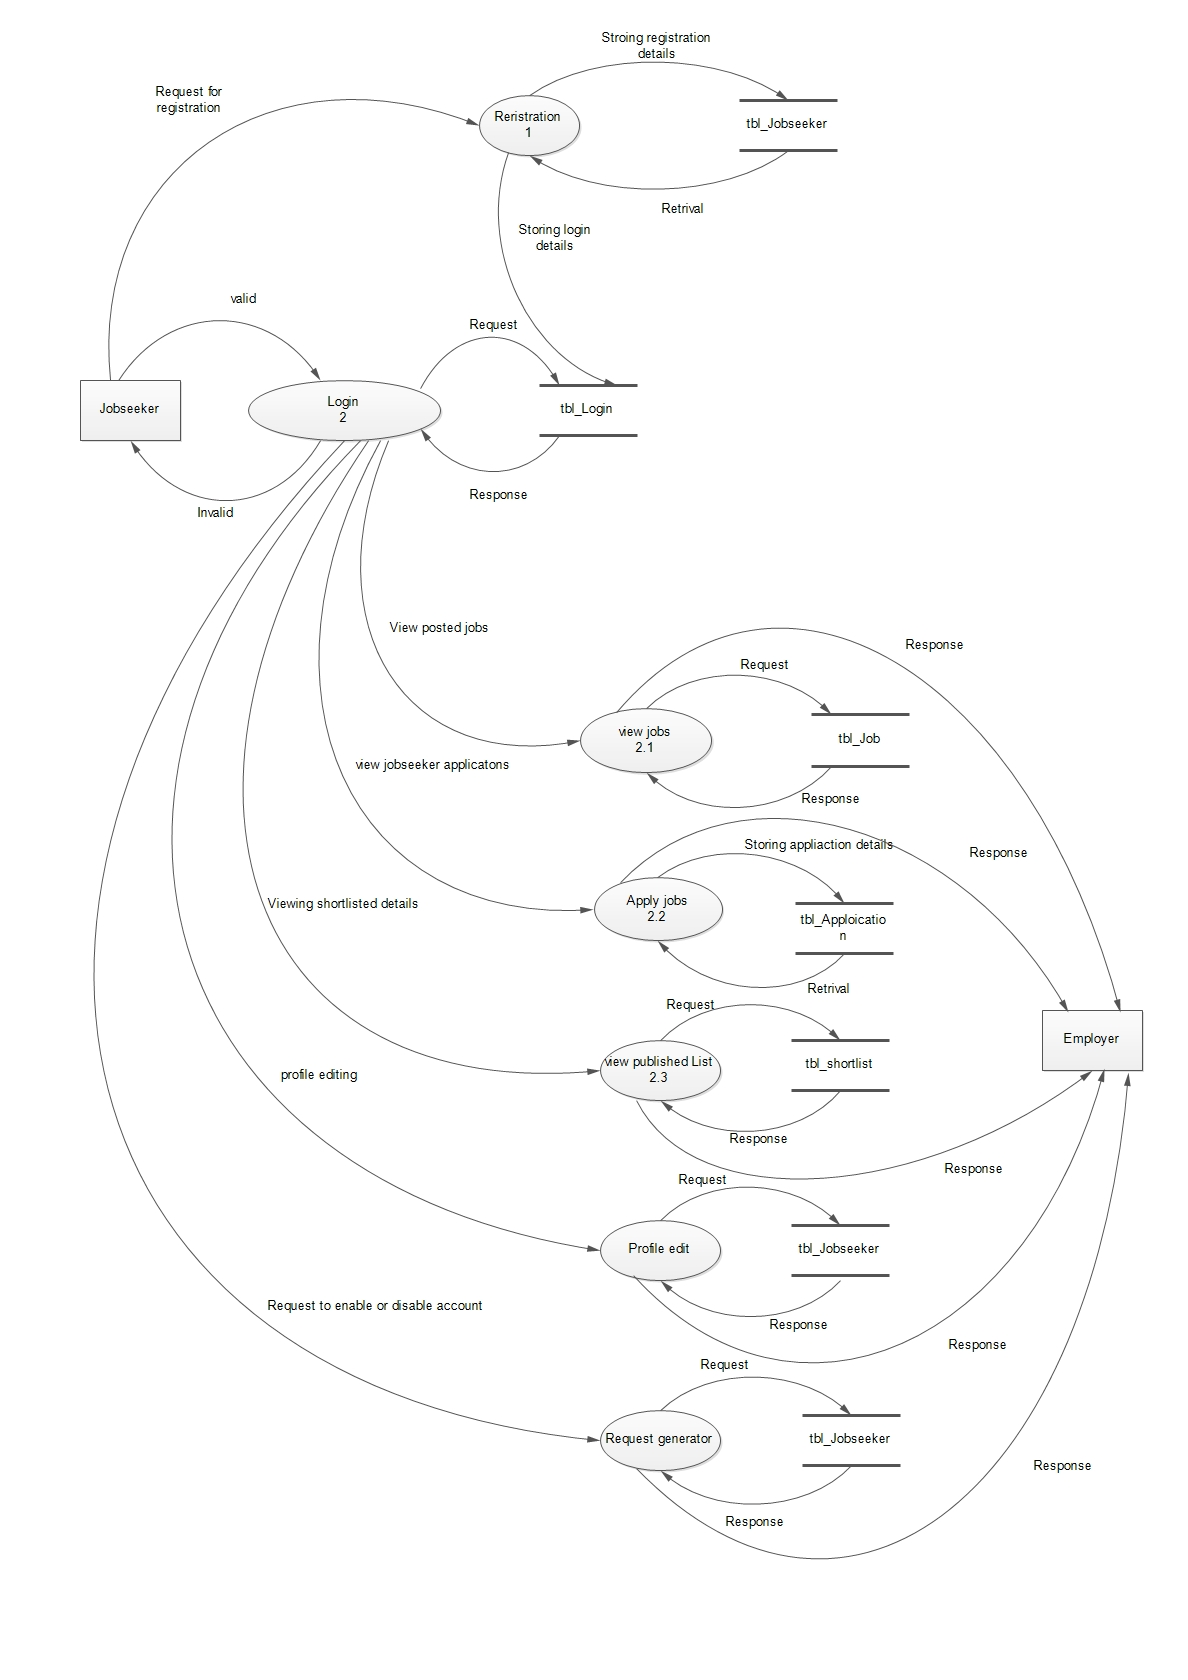 Stroing registration
details
Request for
registration
Reristration
1
tbl_Jobseeker
Retrival
Storing login
details
valid
Request
Jobseeker
Login
2
tbl_Login
Response
Invalid
View posted jobs
Response
Request
view jobs
2.1
tbl_Job
view jobseeker applicatons
Response
Storing appliaction details
Response
Apply jobs
2.2
tbl_Apploicatio
n
Viewing shortlisted details
Retrival
Request
Employer
view published List
2.3
tbl_shortlist
profile editing
Response
Response
Request
Profile edit
tbl_Jobseeker
Request to enable or disable account
Response
Response
Request
Request generator
tbl_Jobseeker
Response
Response